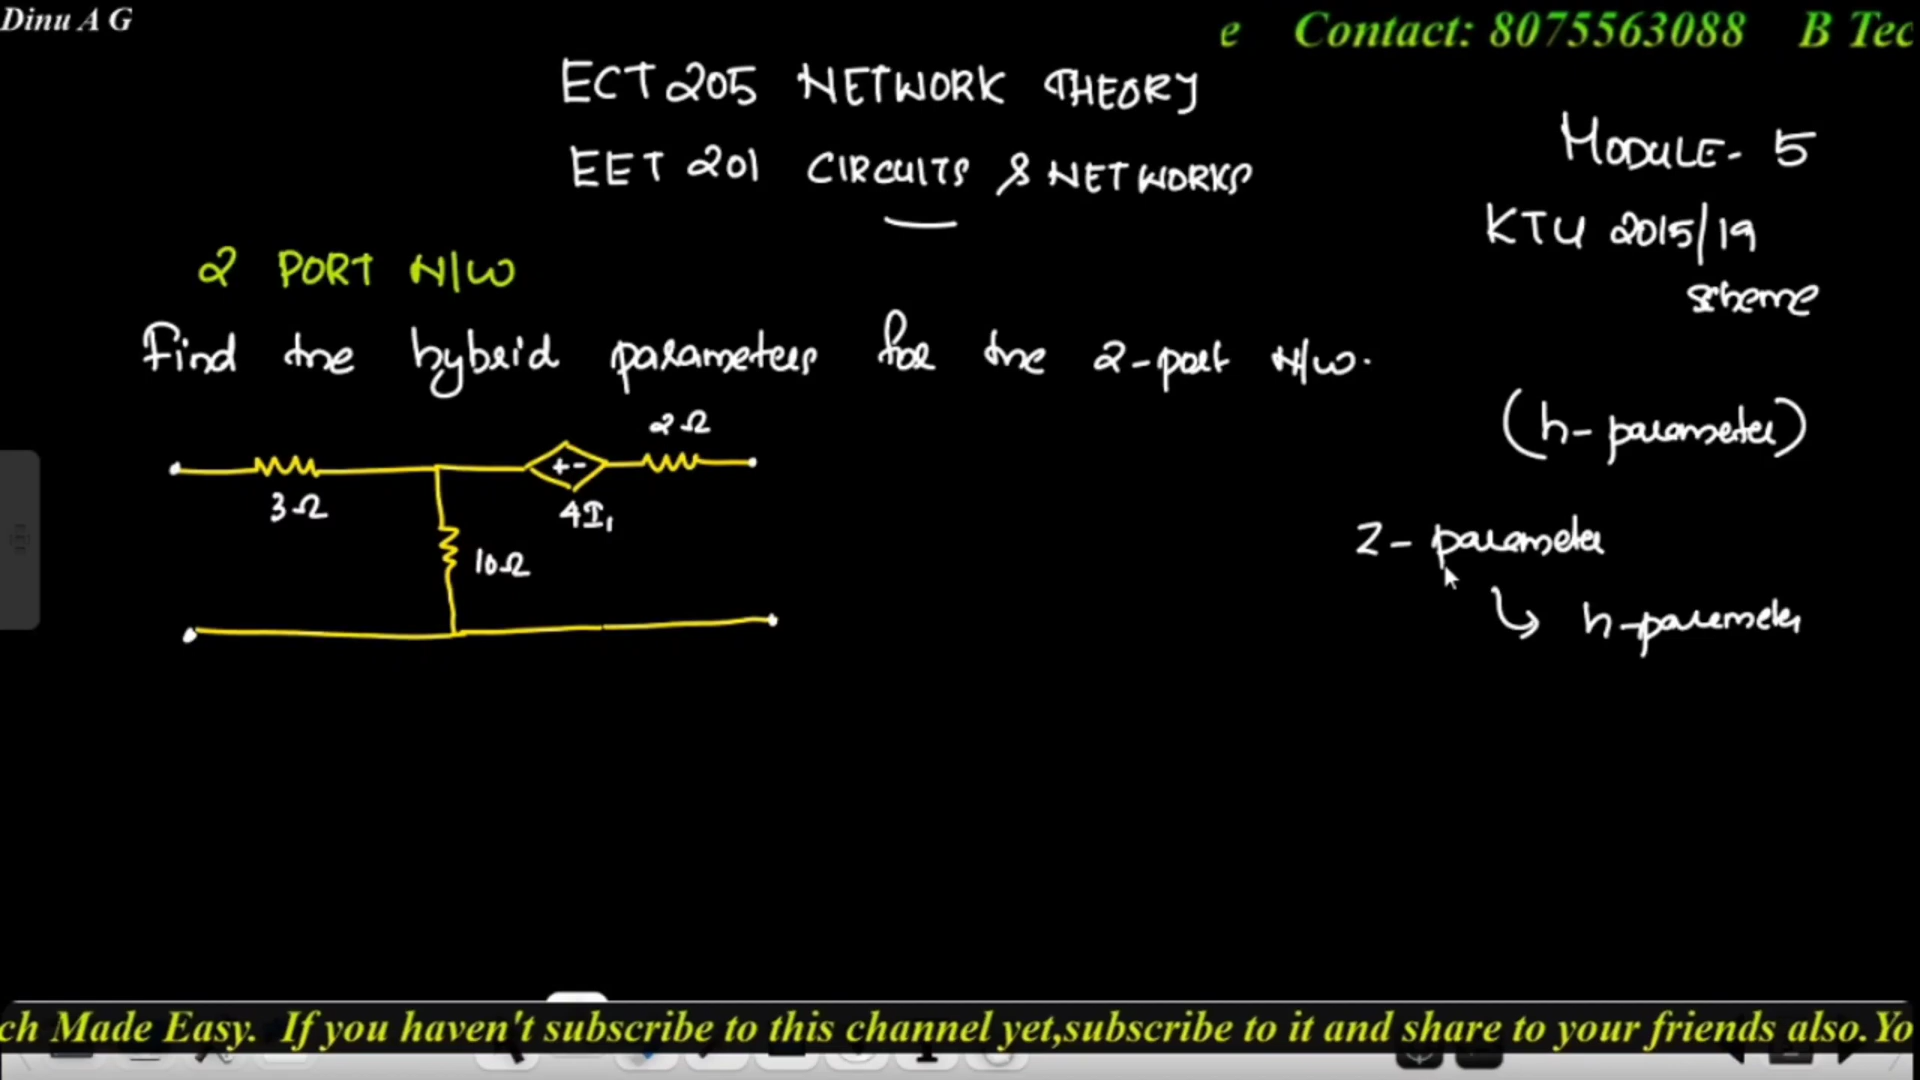 Dinu A G
e Contact: 8075563088 B Tec
ECT 205 NETWORK THEORY
EET 201 CIRCUITS & NETWORKS
MODULE- 5
KTU 2015/19
scheme
2 PORT N/W
Find the hybrid parameters for the 2-port N/W.
(h- parameter)
2Ω
+ -
3Ω
4I₁
10Ω
Z- parameter
h-parameter
ch Made Easy. If you haven't subscribe to this channel yet,subscribe to it and share to your friends also.Yo